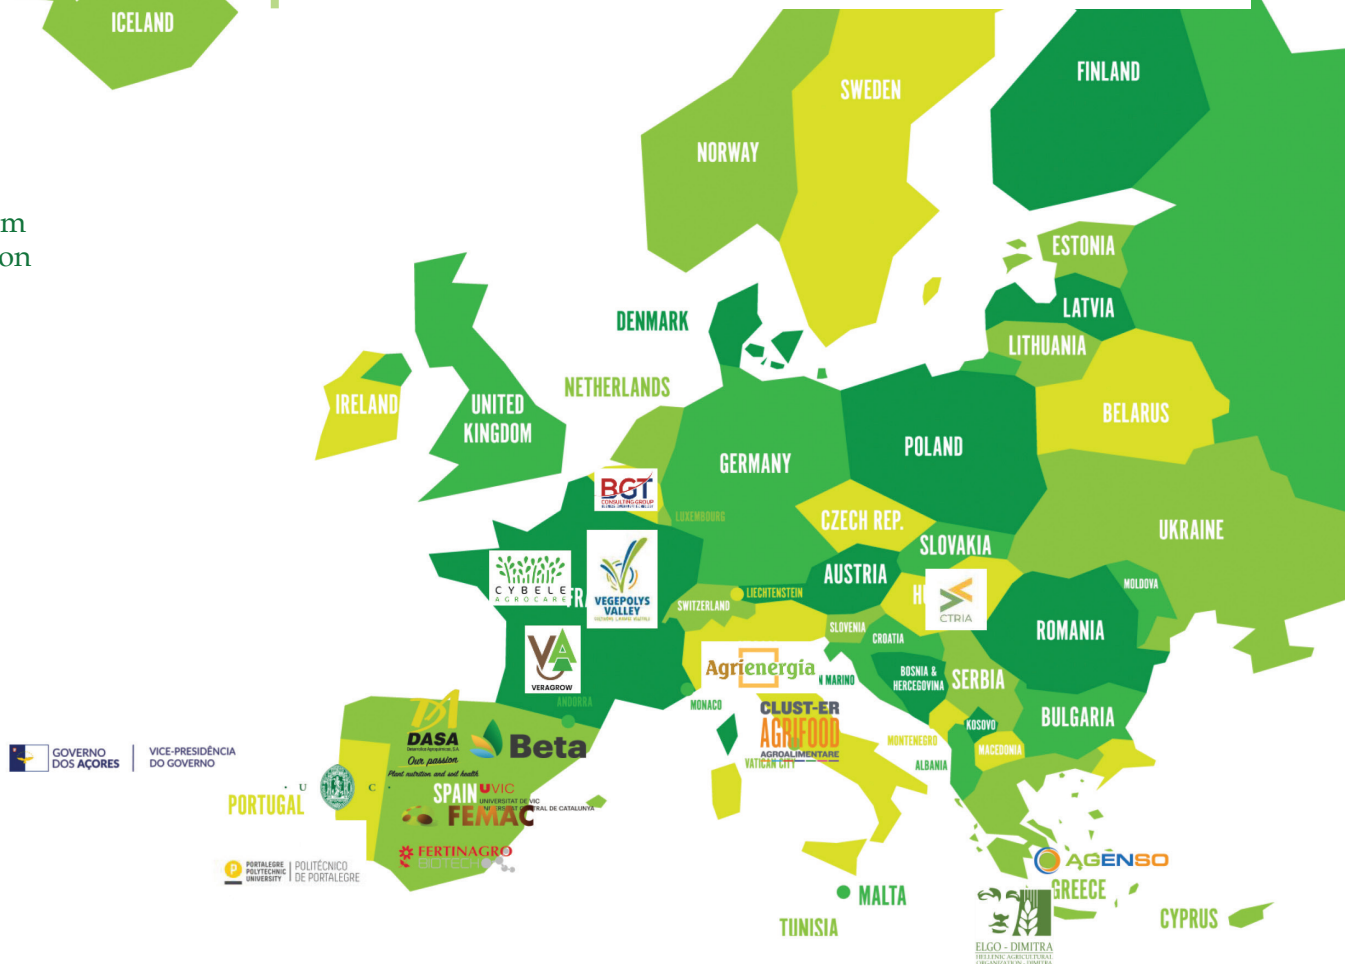 ICELAND
FINLAND
SWEDEN
NORWAY
m
on
ESTONIA
LATVIA
DENMARK
LITHUANIA
NETHERLANDS
IRELAND
UNITED
KINGDOM
BELARUS
POLAND
GERMANY
BGT
CONSULTING GROUP
LUXEMBOURG
CZECH REP.
UKRAINE
SLOVAKIA
AUSTRIA
MOLDOVA
CYBELE
AGROCARE
FRA
VEGEPOLYS
VALLEY
SWITZERLAND
LIECHTENSTEIN
H
CTRIA
SLOVENIA
CROATIA
ROMANIA
VA
VERAGROW
Agrienergia
N MARINO
BOSNIA &
HERCEGOVINA
SERBIA
ANDORRA
MONACO
CLUST-ER
AGRIFOOD
AGROALIMENTARE
VATICAN CITY
KOSOVO
BULGARIA
MONTENEGRO
MACEDONIA
ALBANIA
DA
DASA
Our passion
Plant nutrition and soil health
Beta
GOVERNO
DOS AÇORES
VICE-PRESIDÊNCIA
DO GOVERNO
· U C ·
PORTUGAL
SPAIN
UVIC
UNIVERSITAT DE VIC
FEMAC
FERTINAGRO
BIOTECH
P
PORTALEGRE
POLYTECHNIC
UNIVERSITY
POLITÉCNICO
DE PORTALEGRE
AGENSO
GREECE
MALTA
TUNISIA
CYPRUS
ELGO - DIMITRA
HELLENIC AGRICULTURAL
ORGANIZATION - DIMITRA